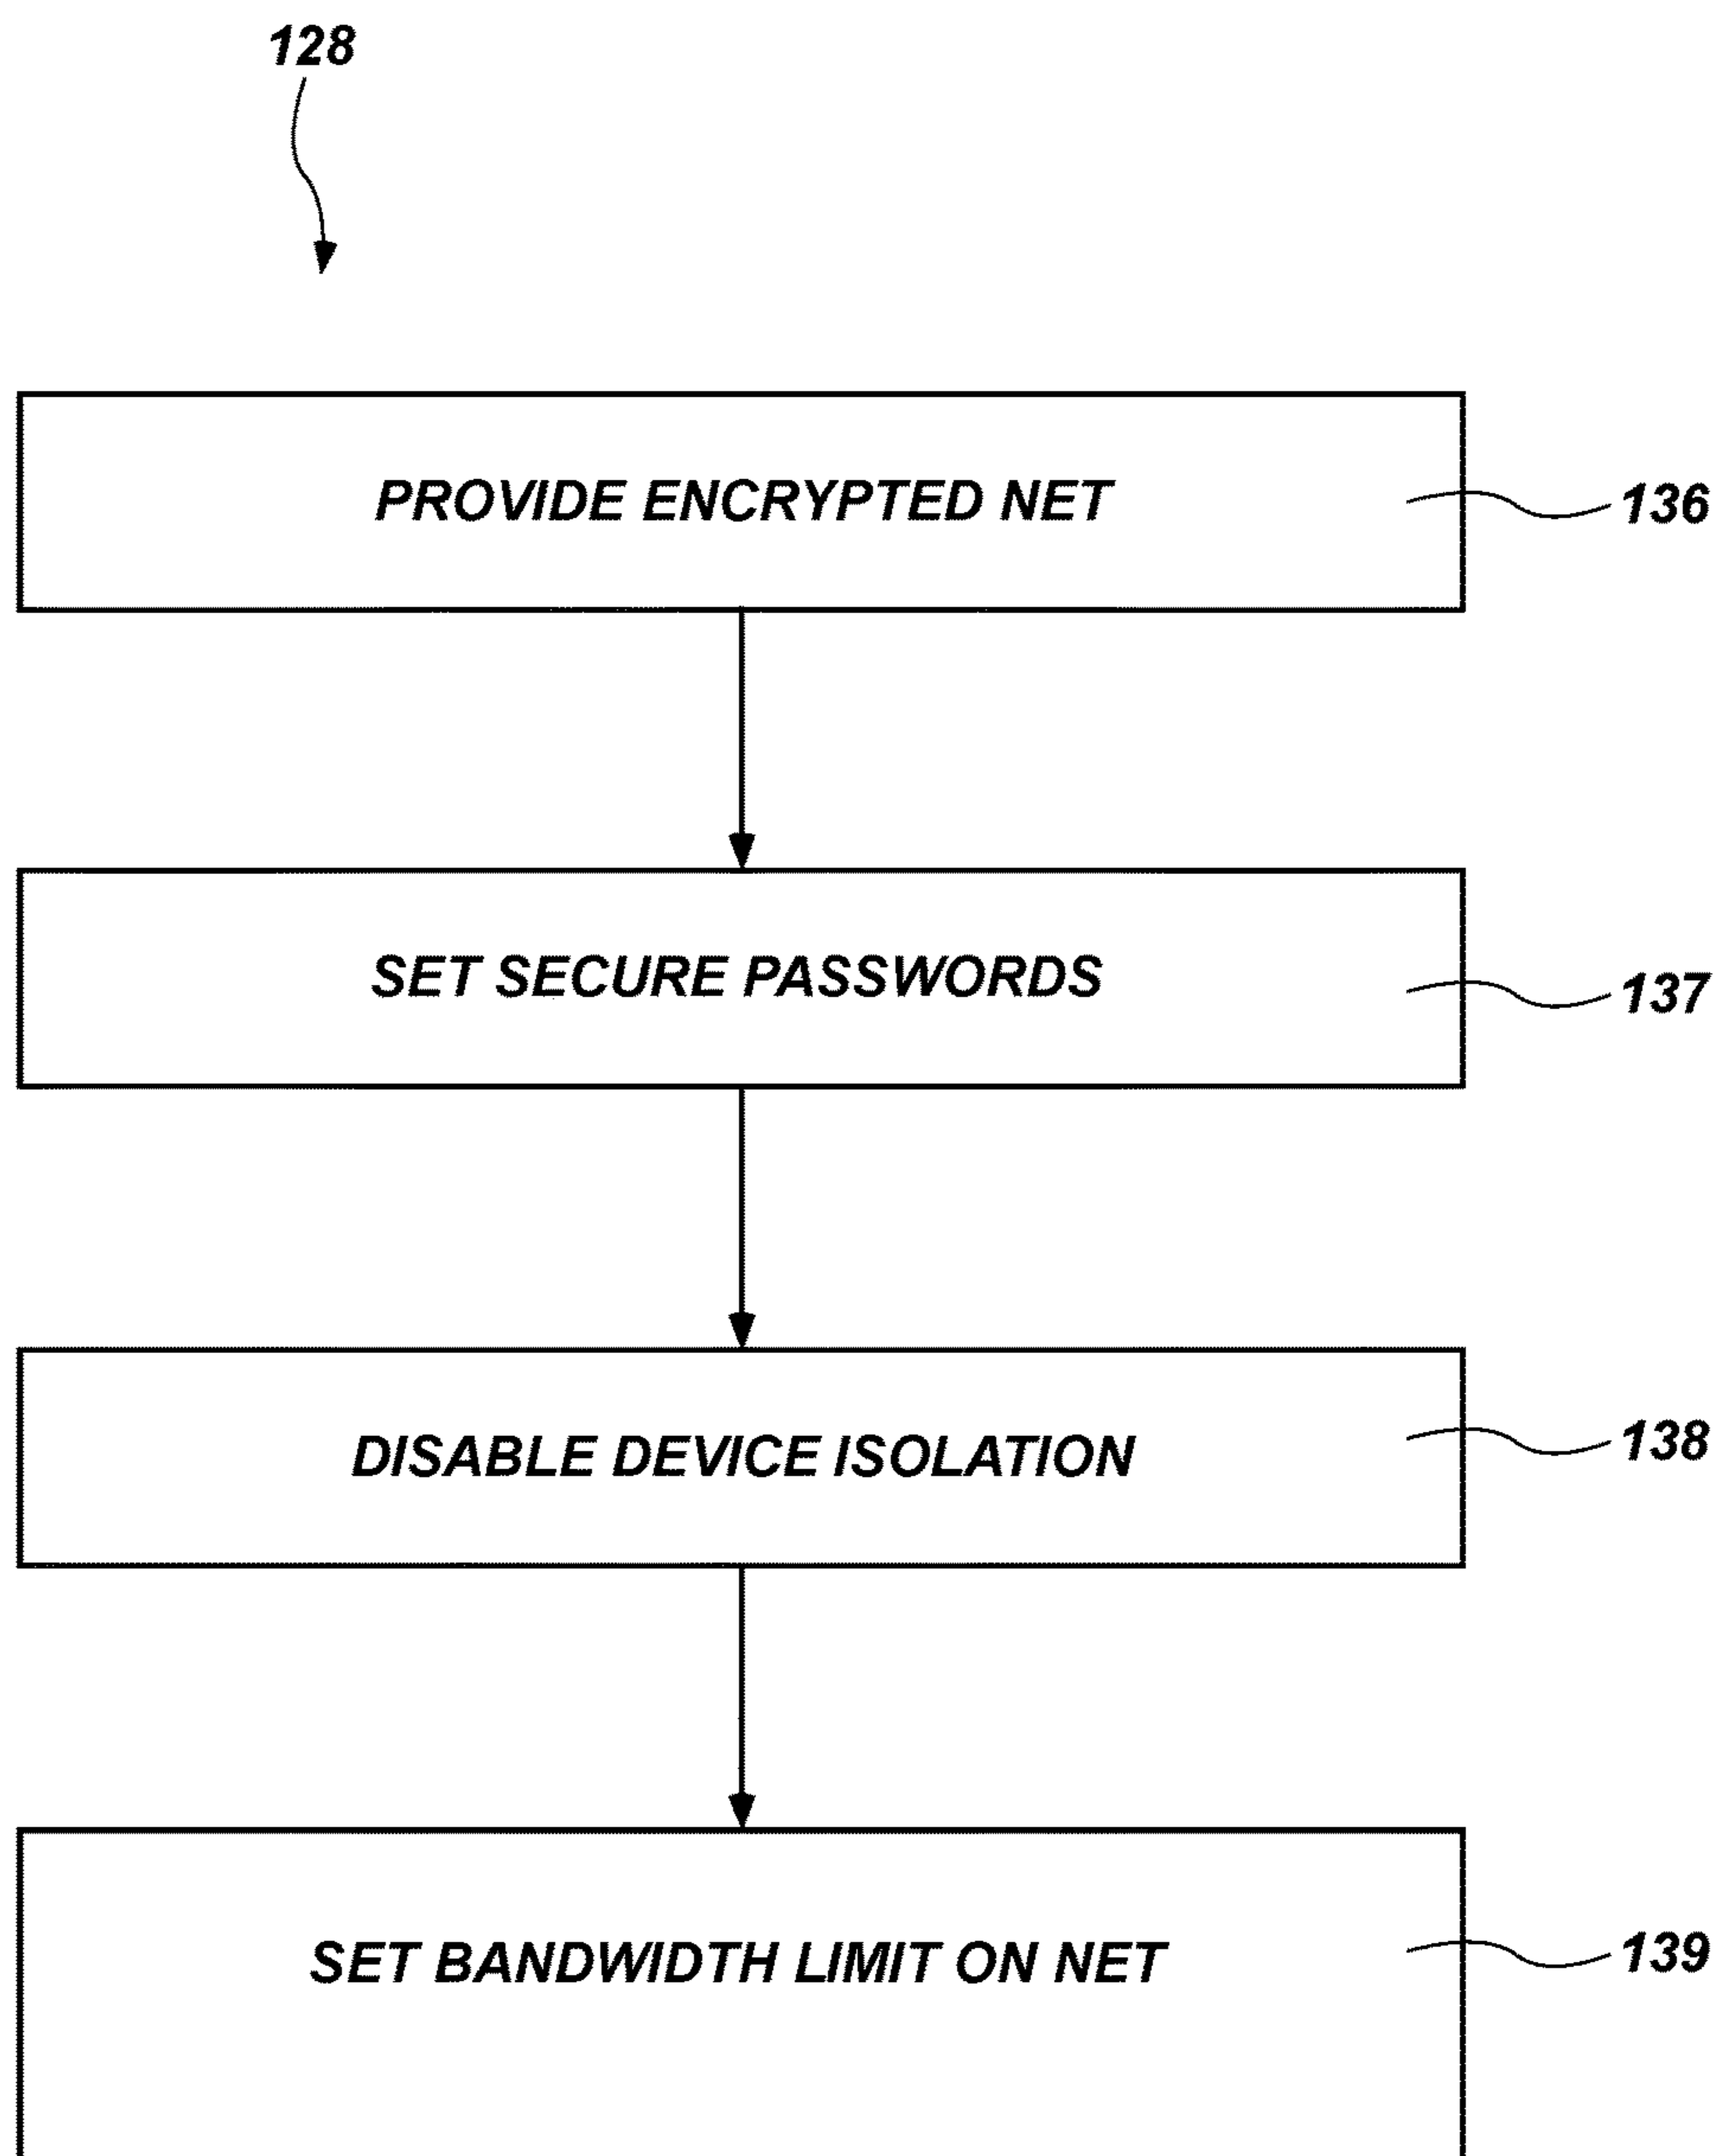 128
PROVIDE ENCRYPTED NET
136
SET SECURE PASSWORDS
137
DISABLE DEVICE ISOLATION
138
SET BANDWIDTH LIMIT ON NET
139